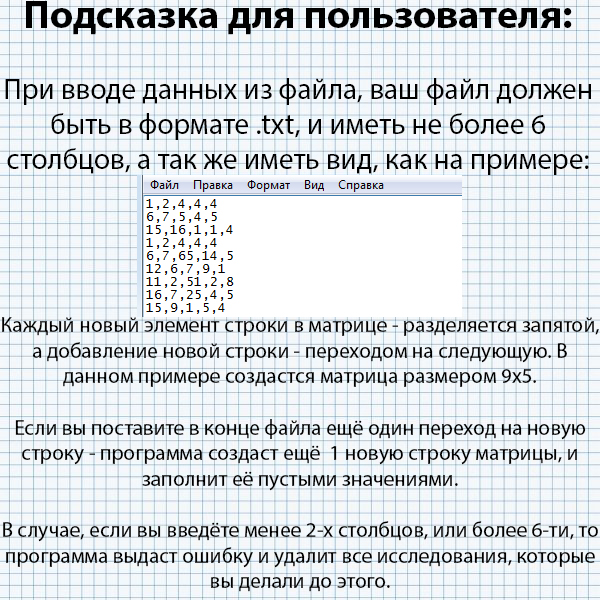 Подсказка для пользователя:
При вводе данных из файла, ваш файл должен
быть в формате .txt, и иметь не более 6
столбцов, а так же иметь вид, как на примере:
Файл Правка Формат Вид Справка
1,2,4,4,4
6,7,5,4,5
15,16,1,1,4
1,2,4,4,4
6,7,65,14,5
12,6,7,9,1
11,2,51,2,8
16,7,25,4,5
15,9,1,5,4
Каждый новый элемент строки в матрице - разделяется запятой,
а добавление новой строки - переходом на следующую. В
данном примере создастся матрица размером 9x5.
Если вы поставите в конце файла ещё один переход на новую
строку - программа создаст ещё 1 новую строку матрицы, и
заполнит её пустыми значениями.
В случае, если вы введёте менее 2-х столбцов, или более 6-ти, то
программа выдаст ошибку и удалит все исследования, которые
вы делали до этого.